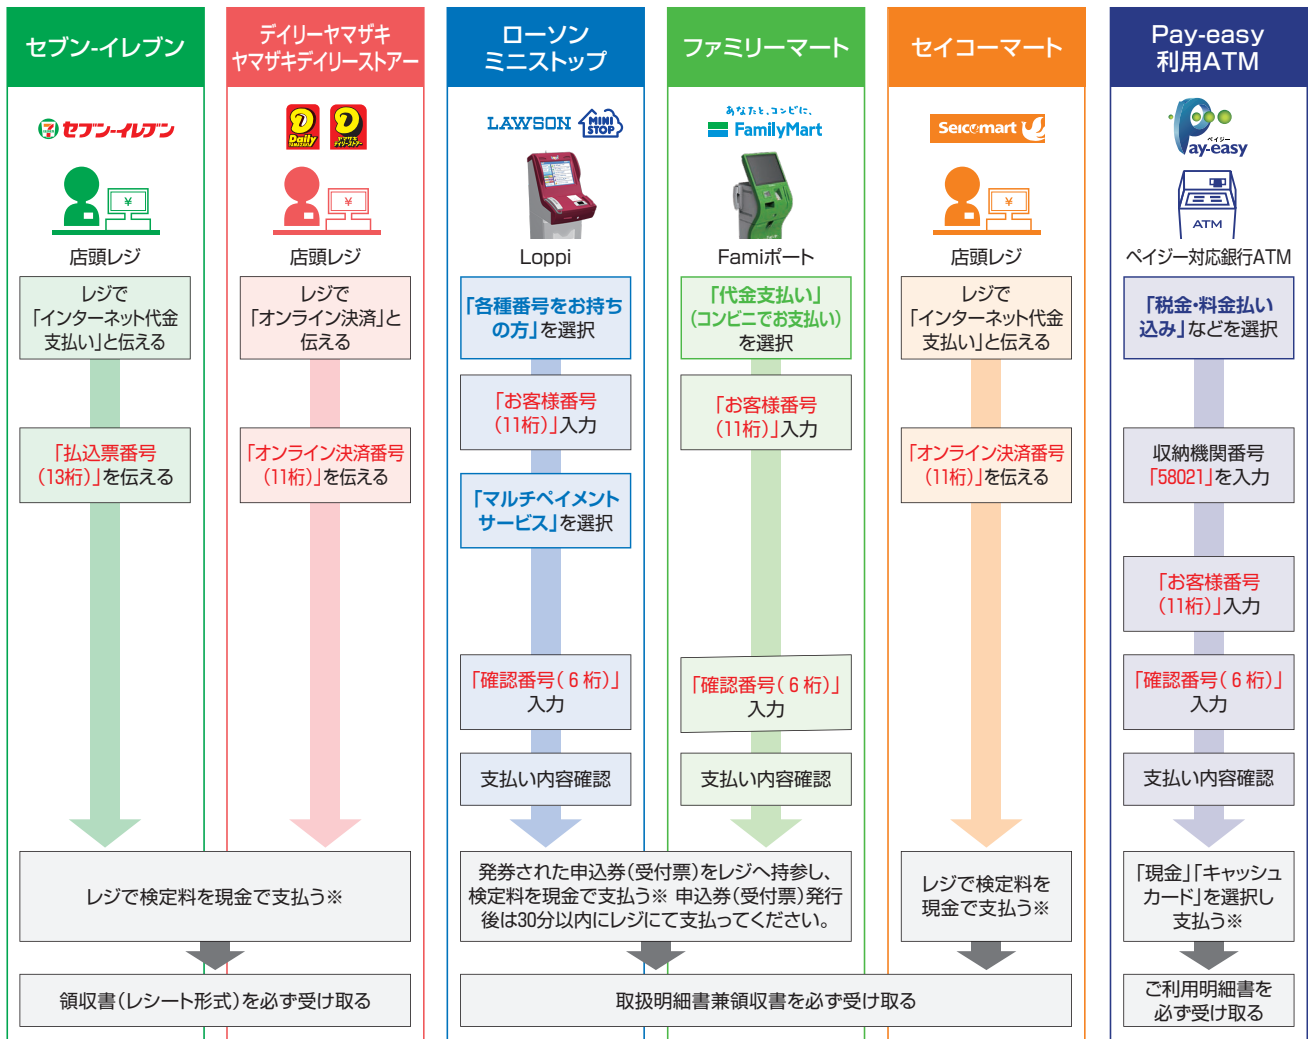 セブン-イレブン
セブン-イレブン
¥
店頭レジ
レジで
「インターネット代金
支払い」と伝える
「払込票番号
(13桁)」を伝える
デイリーヤマザキ
ヤマザキデイリーストアー
Daily
YAMAZAKI
ヤマザキ
デイリーストアー
¥
店頭レジ
レジで
「オンライン決済」と
伝える
「オンライン決済番号
(11桁)」を伝える
レジで検定料を現金で支払う※
領収書(レシート形式)を必ず受け取る
ローソン
ミニストップ
LAWSON
MINI
STOP
Loppi
「各種番号をお持ち
の方」を選択
「お客様番号
(11桁)」入力
「マルチペイメント
サービス」を選択
「確認番号(6桁)」
入力
支払い内容確認
ファミリーマート
あなたと、コンビに、
FamilyMart
Famiポート
「代金支払い」
(コンビニでお支払い)
を選択
「お客様番号
(11桁)」入力
「確認番号(6桁)」
入力
支払い内容確認
発券された申込券(受付票)をレジへ持参し、
検定料を現金で支払う※ 申込券(受付票)発行
後は30分以内にレジにて支払ってください。
セイコーマート
Seicomart
¥
店頭レジ
レジで
「インターネット代金
支払い」と伝える
「オンライン決済番号
(11桁)」を伝える
レジで検定料を
現金で支払う※
取扱明細書兼領収書を必ず受け取る
Pay-easy
利用ATM
ペイジー
Pay-easy
ATM
ペイジー対応銀行ATM
「税金・料金払い
込み」などを選択
収納機関番号
「58021」を入力
「お客様番号
(11桁)」入力
「確認番号(6桁)」
入力
支払い内容確認
「現金」「キャッシュ
カード」を選択し
支払う※
ご利用明細書を
必ず受け取る